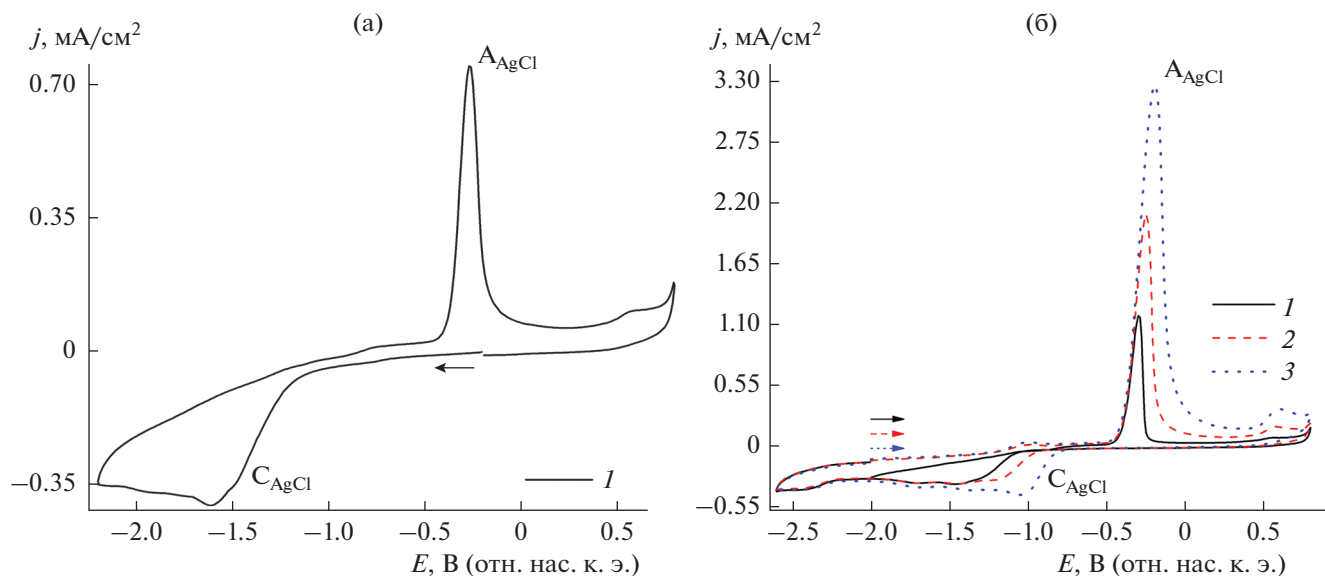 (а)
j, мА/см²
A_AgCl
0.70
0.35
0
−0.35
C_AgCl
1
−2.0 −1.5 −1.0 −0.5 0 0.5
E, В (отн. нас. к. э.)
(б)
j, мА/см²
A_AgCl
3.30
2.75
2.20
1.65
1.10
0.55
0
−0.55
1
2
3
C_AgCl
−2.5 −2.0 −1.5 −1.0 −0.5 0 0.5
E, В (отн. нас. к. э.)